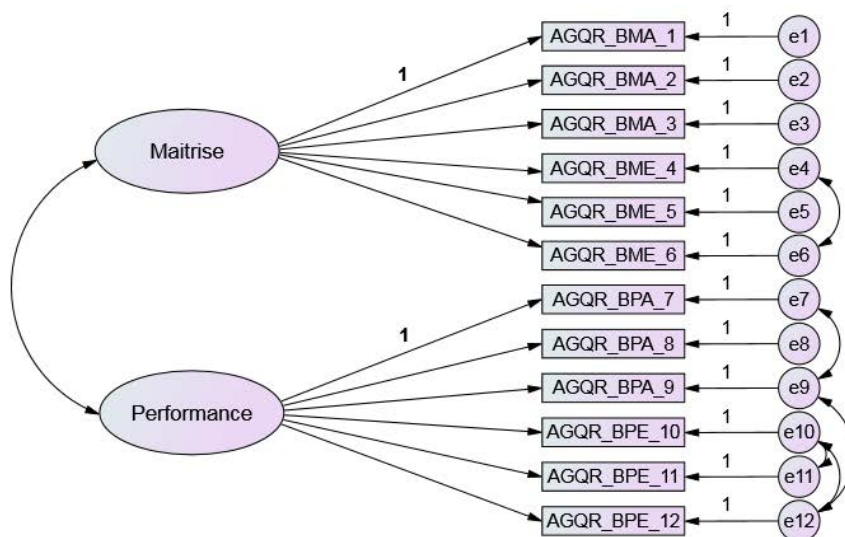 AGQR_BMA_1
1
e1
AGQR_BMA_2
1
e2
1
AGQR_BMA_3
1
e3
Maitrise
AGQR_BME_4
1
e4
AGQR_BME_5
1
e5
AGQR_BME_6
1
e6
AGQR_BPA_7
1
e7
1
AGQR_BPA_8
1
e8
AGQR_BPA_9
1
e9
Performance
AGQR_BPE_10
1
e10
AGQR_BPE_11
1
e11
AGQR_BPE_12
1
e12